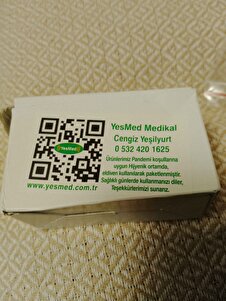 YesMed Medikal
Cengiz Yeşilyurt
0 532 420 1625
Ürünlerimiz Pandemi koşullarına
uygun Hijyenik ortamda,
eldiven kullanılarak paketlenmiştir.
Sağlıklı günlerde kullanmanızı diler,
Teşekkürlerimizi sunarız.
YesMed
www.yesmed.com.tr